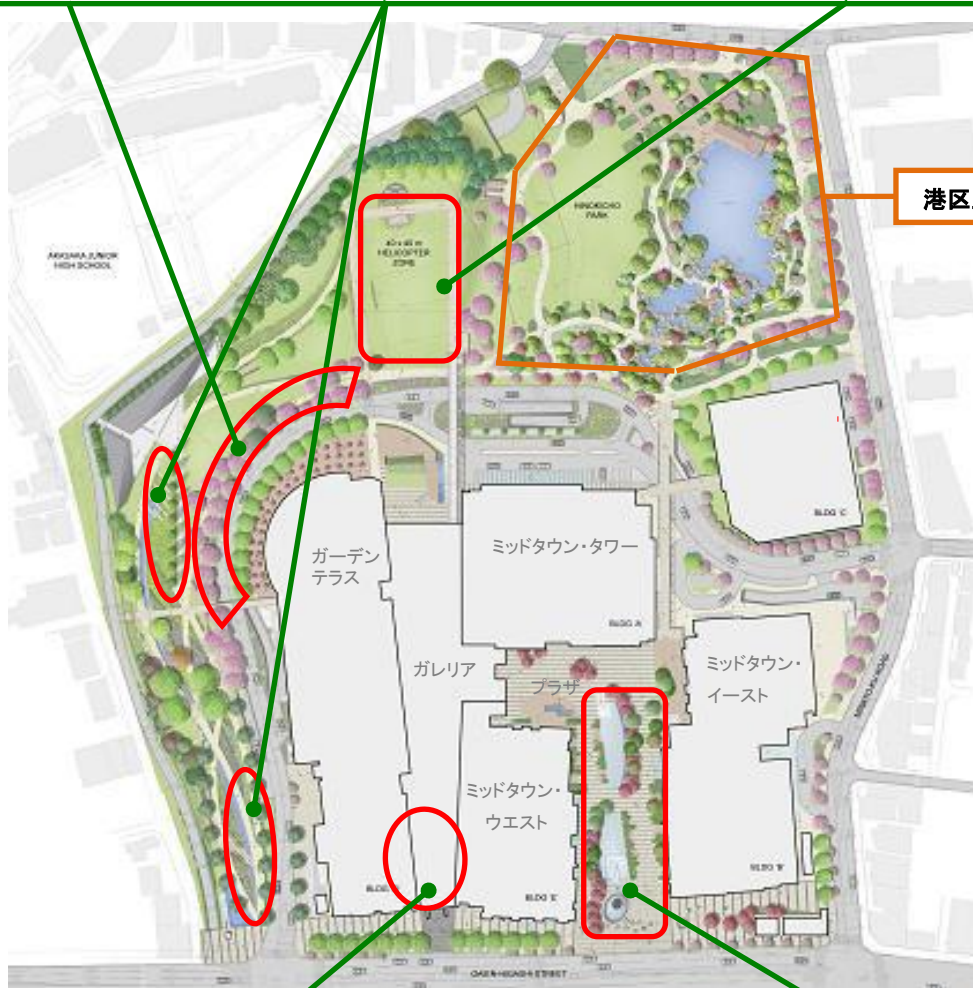 港区
HINOKICHO
PARK
40 x 40 m
HELICOPTER
ZONE
AKASAKA JUNIOR
HIGH SCHOOL
BLDG 'C'
ガーデン
テラス
ミッドタウン・タワー
BLDG A
ガレリア
プラザ
ミッドタウン・
イースト
ミッドタウン・
ウエスト
BLDG 'B'
BLDG 'E'
GAIEN-HIGASHI STREET